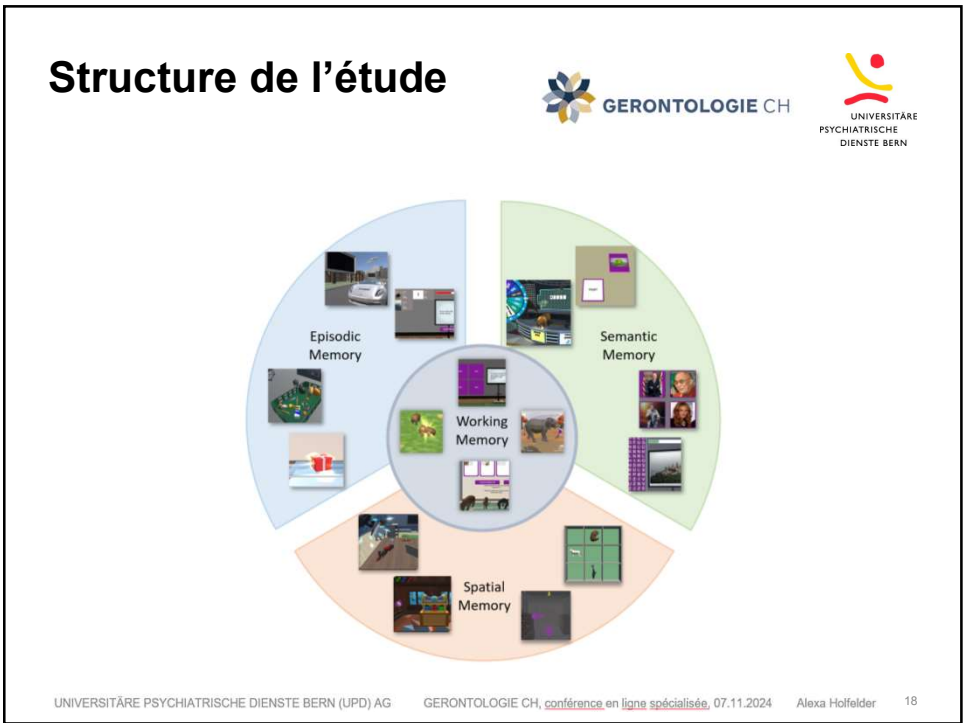 Structure de l’étude
GERONTOLOGIE CH
UNIVERSITÄRE
PSYCHIATRISCHE
DIENSTE BERN
Episodic
Memory
Semantic
Memory
Working
Memory
Spatial
Memory
UNIVERSITÄRE PSYCHIATRISCHE DIENSTE BERN (UPD) AG GERONTOLOGIE CH, conférence en ligne spécialisée, 07.11.2024 Alexa Holfelder 18